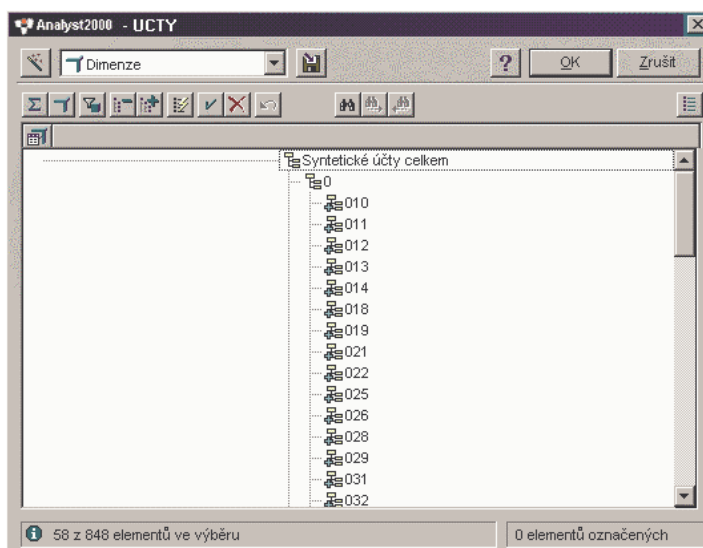 Analyst2000 - UCTY
Dimenze
?
OK
Zrušit
Σ
Syntetické účty celkem
0
010
011
012
013
014
018
019
021
022
025
026
028
029
031
032
58 z 848 elementů ve výběru
0 elementů označených